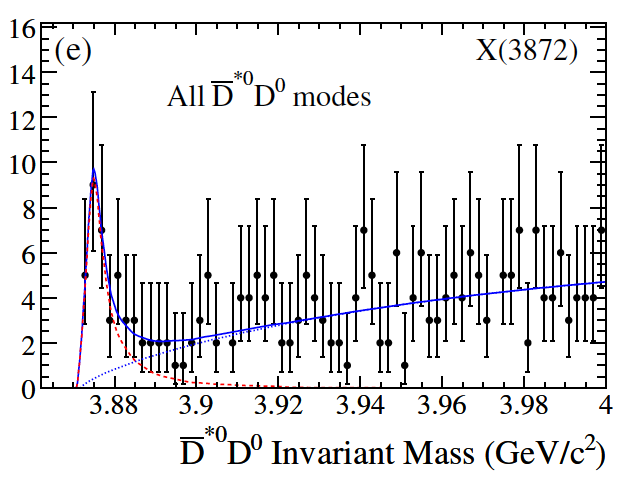 16
14
12
10
8
6
4
2
0
(e)
X(3872)
All D̅*⁰D⁰ modes
3.88 3.9 3.92 3.94 3.96 3.98 4
D̅*⁰D⁰ Invariant Mass (GeV/c²)